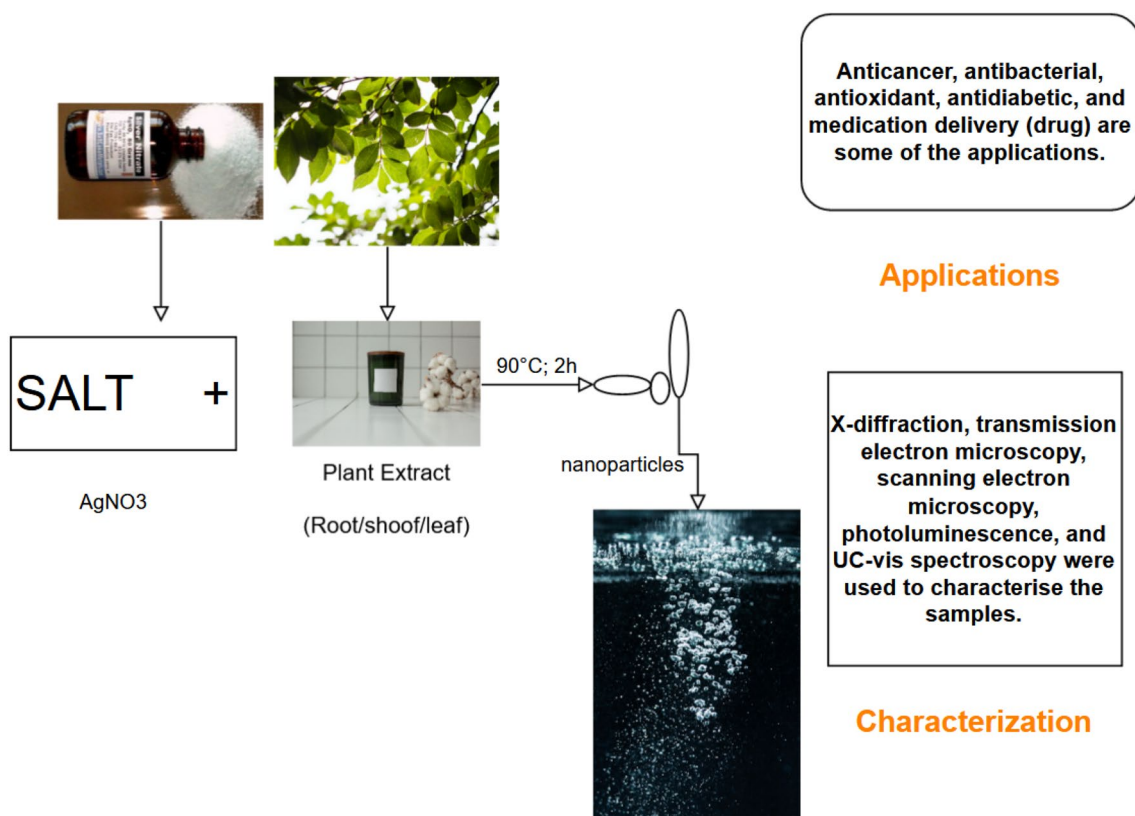 Anticancer, antibacterial,
antioxidant, antidiabetic, and
medication delivery (drug) are
some of the applications.
Applications
Silver Nitrate
SALT +
AgNO3
Plant Extract
(Root/shoof/leaf)
90°C; 2h
nanoparticles
X-diffraction, transmission
electron microscopy,
scanning electron
microscopy,
photoluminescence, and
UC-vis spectroscopy were
used to characterise the
samples.
Characterization